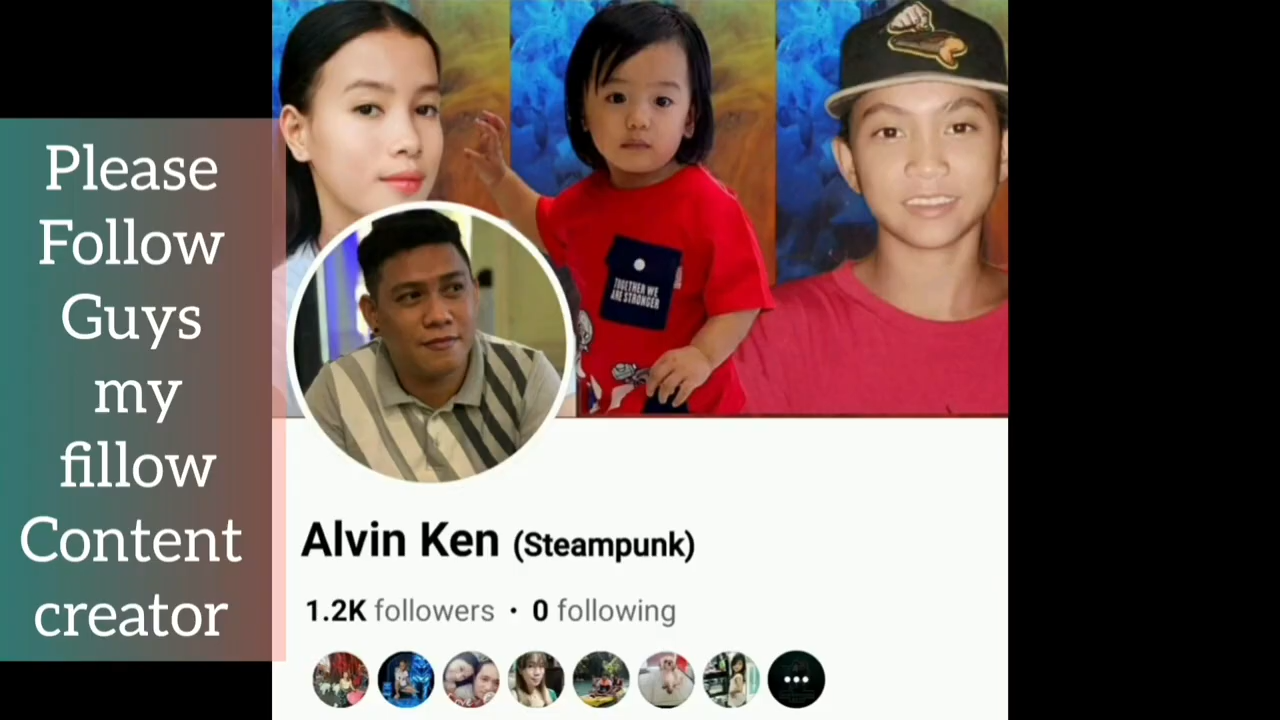 Please
Follow
Guys
my
fillow
Content
creator
TOGETHER WE
ARE STRONGER
Alvin Ken (Steampunk)
1.2K followers · 0 following